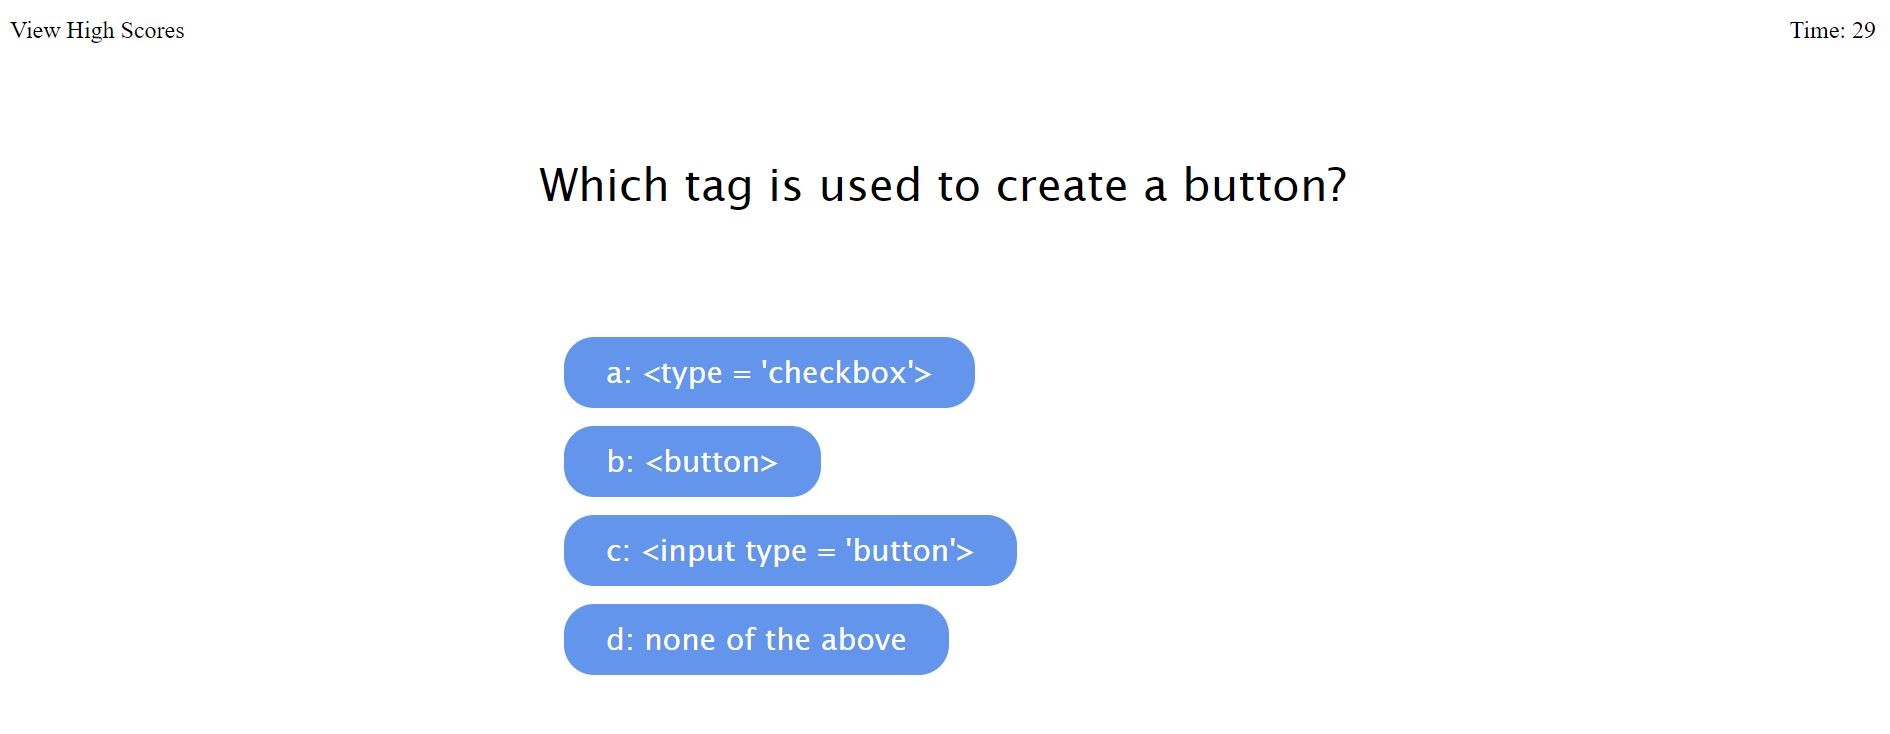 View High Scores
Time: 29
Which tag is used to create a button?
a: <type = 'checkbox'>
b: <button>
c: <input type = 'button'>
d: none of the above